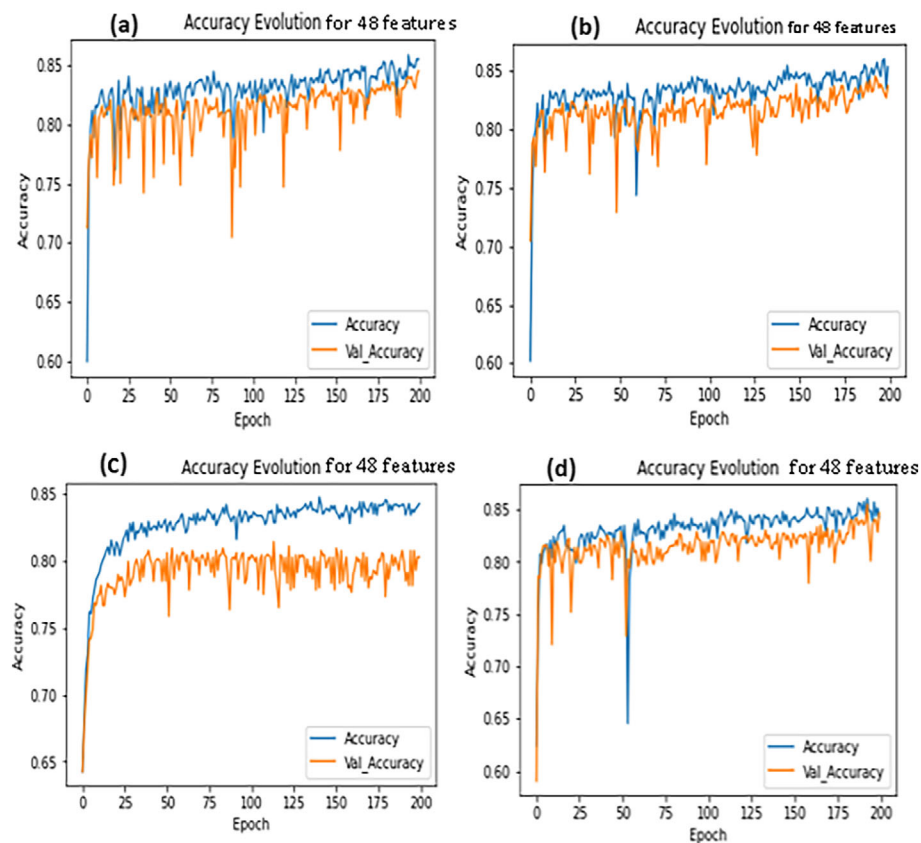 (a) Accuracy Evolution for 48 features
0.85
0.80
0.75
0.70
0.65
0.60
Accuracy
Accuracy
Val_Accuracy
0 25 50 75 100 125 150 175 200
Epoch
(b) Accuracy Evolution for 48 features
0.85
0.80
0.75
0.70
0.65
0.60
Accuracy
Accuracy
Val_Accuracy
0 25 50 75 100 125 150 175 200
Epoch
(c) Accuracy Evolution for 48 features
0.85
0.80
0.75
0.70
0.65
Accuracy
Accuracy
Val_Accuracy
0 25 50 75 100 125 150 175 200
Epoch
(d) Accuracy Evolution for 48 features
0.85
0.80
0.75
0.70
0.65
0.60
Accuracy
Accuracy
Val_Accuracy
0 25 50 75 100 125 150 175 200
Epoch